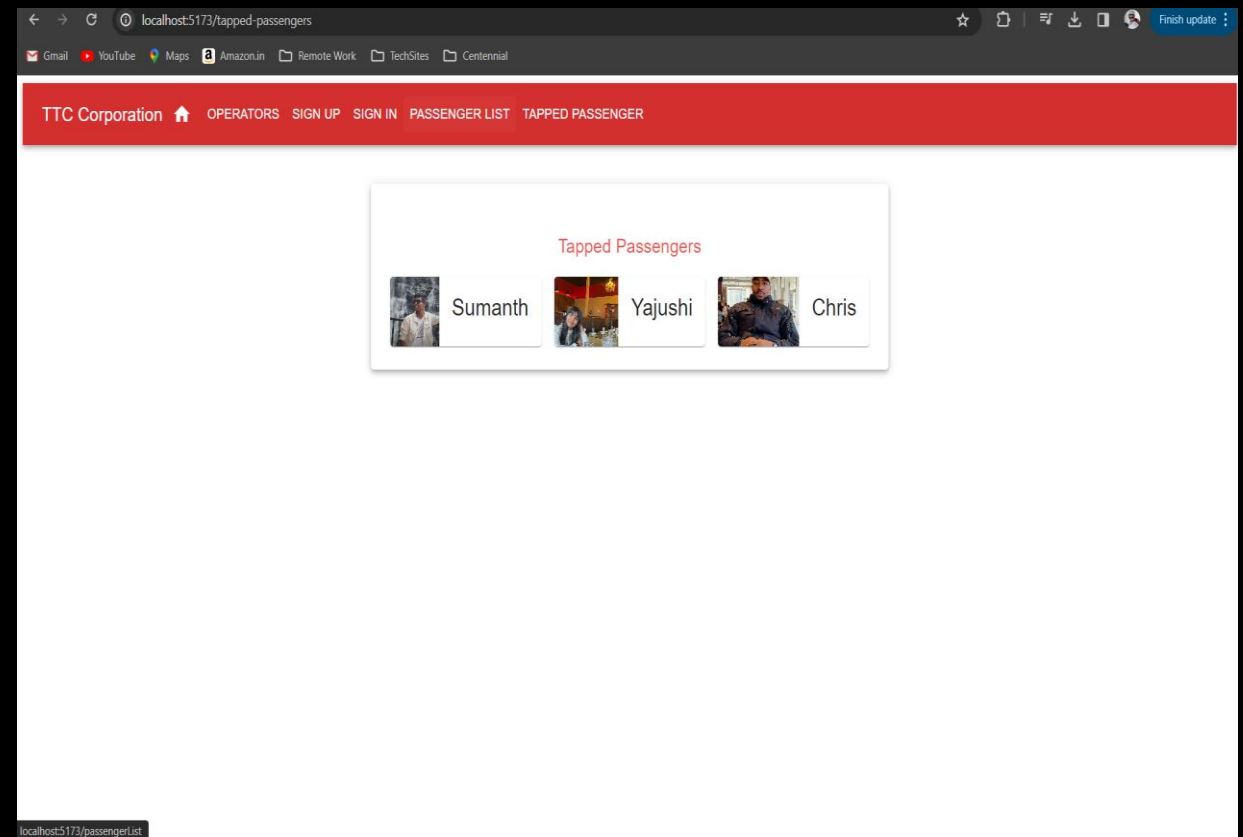 localhost:5173/tapped-passengers
Finish update
Gmail YouTube Maps Amazon.in Remote Work TechSites Centennial
TTC Corporation OPERATORS SIGN UP SIGN IN PASSENGER LIST TAPPED PASSENGER
Tapped Passengers
Sumanth Yajushi Chris
localhost:5173/passengerList